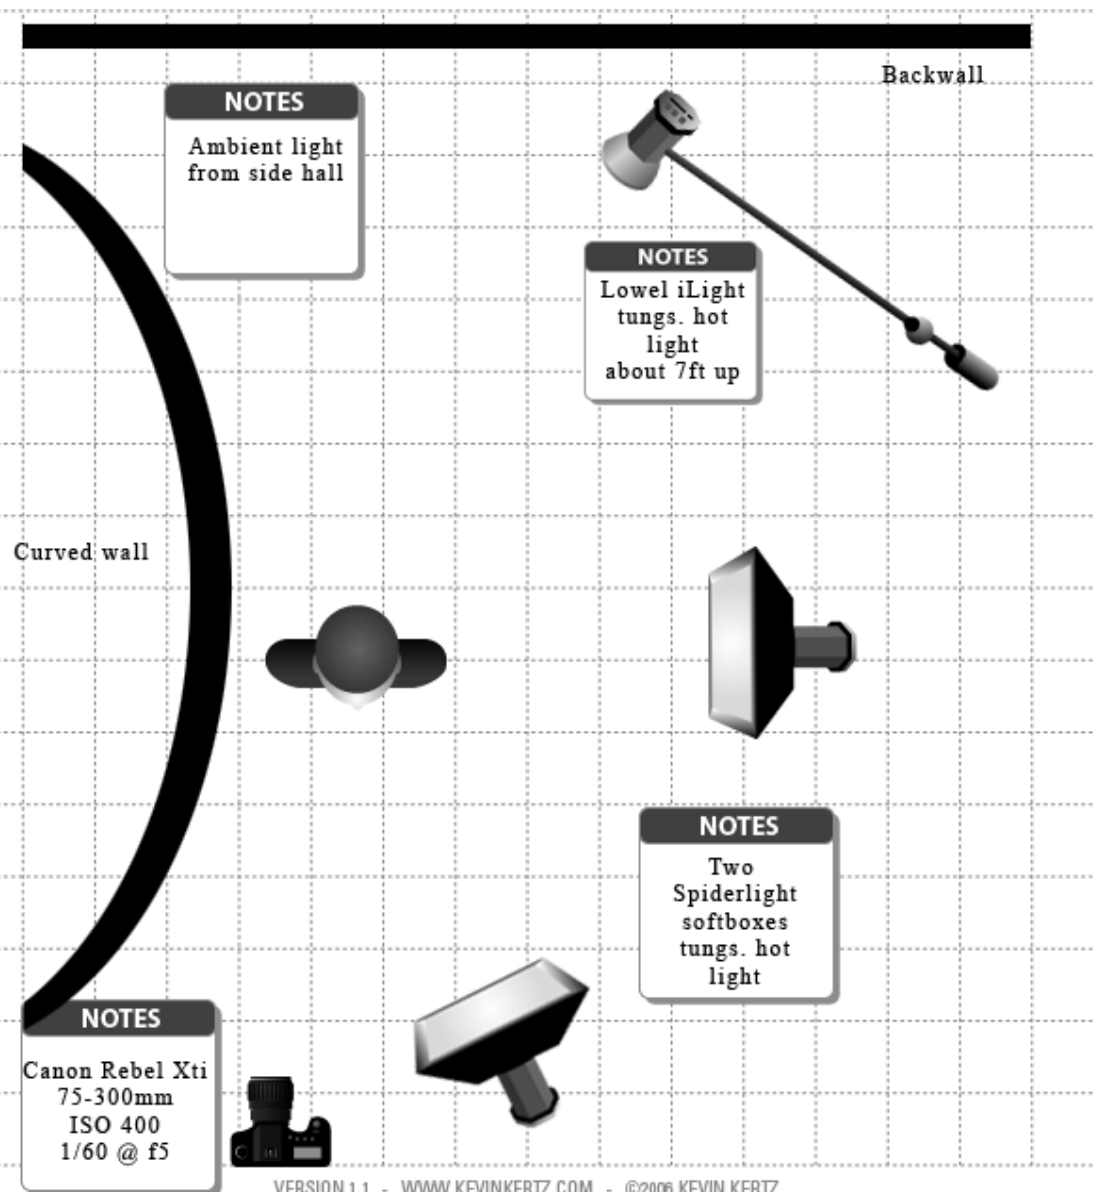 Backwall
NOTES
Ambient light
from side hall
NOTES
Lowel iLight
tungs. hot
light
about 7ft up
Curved wall
NOTES
Two
Spiderlight
softboxes
tungs. hot
light
NOTES
Canon Rebel Xti
75-300mm
ISO 400
1/60 @ f5
VERSION 1.1 - WWW.KEVINKERTZ.COM - ©2006 KEVIN KERTZ